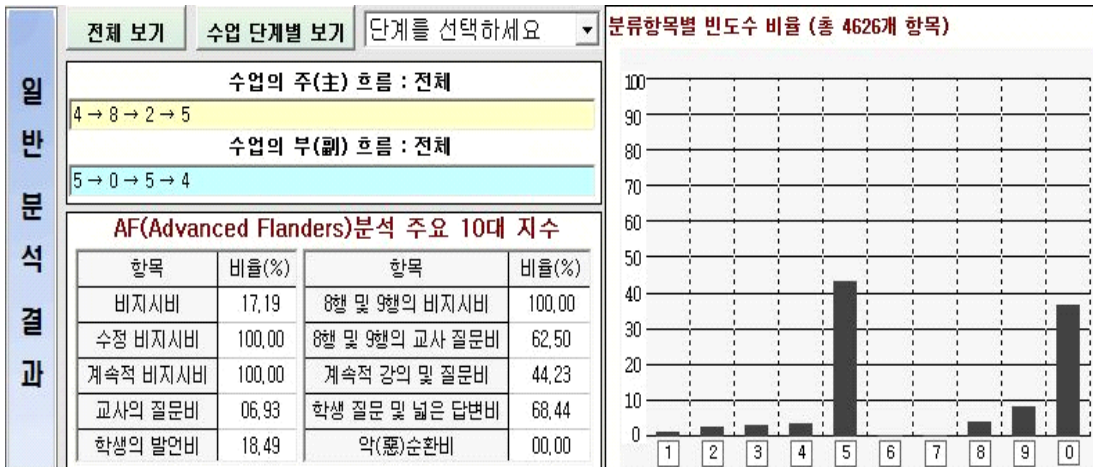 일반 분석 결과
전체 보기
수업 단계별 보기
단계를 선택하세요
수업의 주(主) 흐름 : 전체
4 → 8 → 2 → 5
수업의 부(副) 흐름 : 전체
5 → 0 → 5 → 4
AF(Advanced Flanders)분석 주요 10대 지수
항목 비율(%) 항목 비율(%)
비지시비 17,19 8행 및 9행의 비지시비 100,00
수정 비지시비 100,00 8행 및 9행의 교사 질문비 62,50
계속적 비지시비 100,00 계속적 강의 및 질문비 44,23
교사의 질문비 06,93 학생 질문 및 넓은 답변비 68,44
학생의 발언비 18,49 악(惡)순환비 00,00
분류항목별 빈도수 비율 (총 4626개 항목)
100
90
80
70
60
50
40
30
20
10
0
1 2 3 4 5 6 7 8 9 0